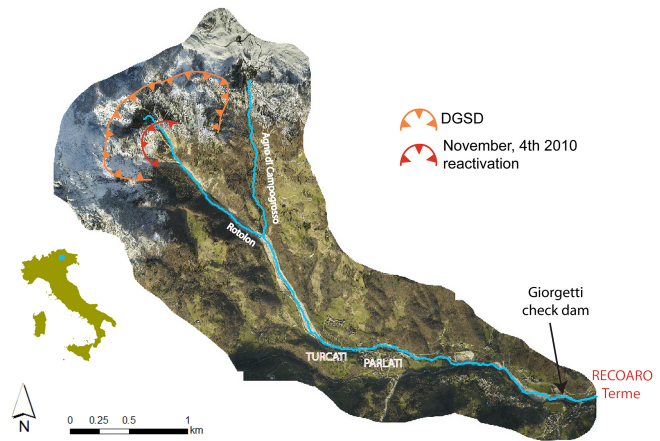 DGSD
November, 4th 2010
reactivation
Agno di Campogrosso
Rotolon
Giorgetti
check dam
TURCATI
PARLATI
RECOARO
Terme
N
0 0.25 0.5 1
km